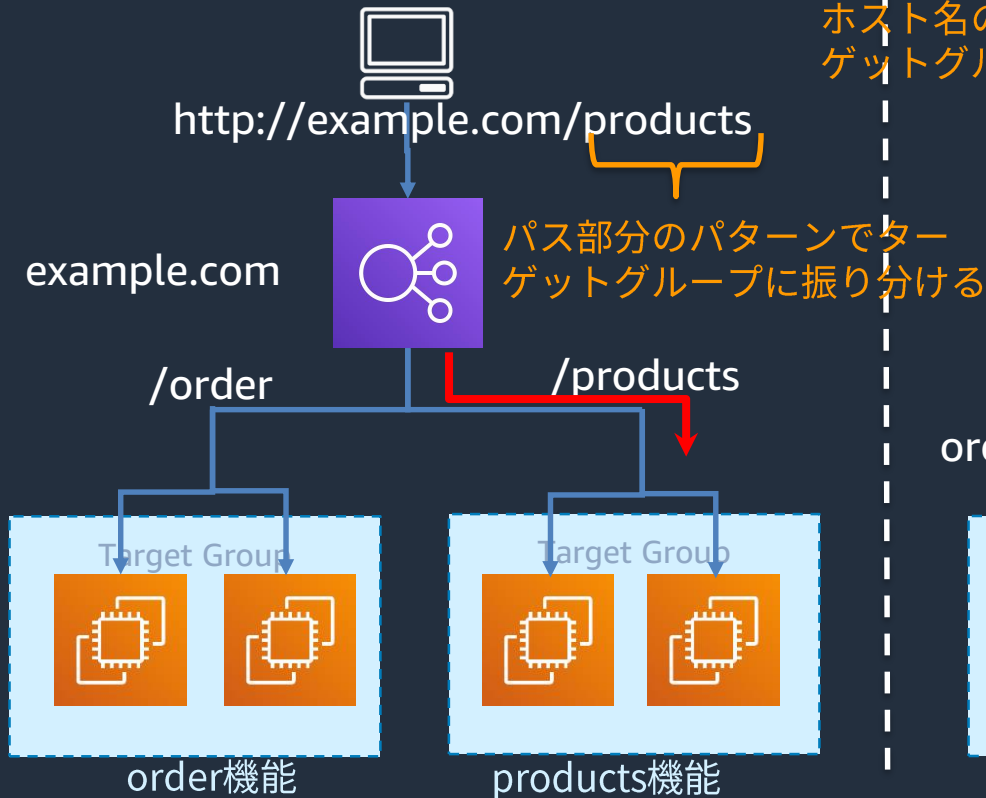 ホスト名の
ゲットグル
http://example.com/products
パス部分のパターンでター
ゲットグループに振り分ける
example.com
/order
/products
ord
Target Group
Target Group
order機能
products機能